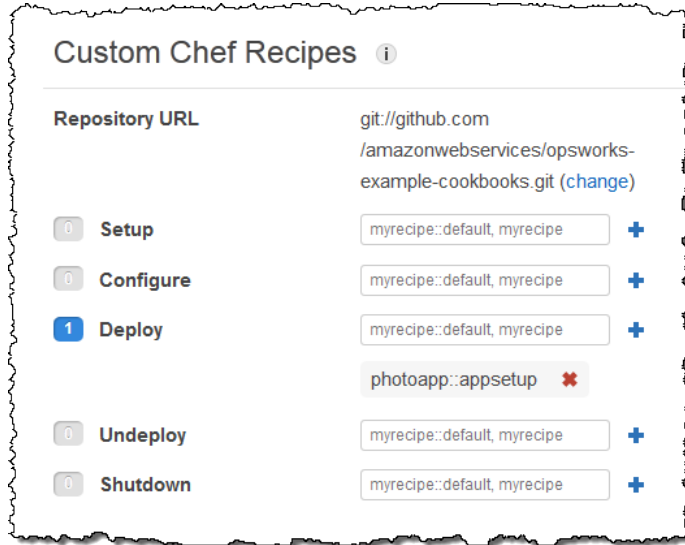 Custom Chef Recipes i
Repository URL git://github.com
/amazonwebservices/opsworks-
example-cookbooks.git (change)
0 Setup myrecipe::default, myrecipe
0 Configure myrecipe::default, myrecipe
1 Deploy myrecipe::default, myrecipe
photoapp::appsetup
0 Undeploy myrecipe::default, myrecipe
0 Shutdown myrecipe::default, myrecipe